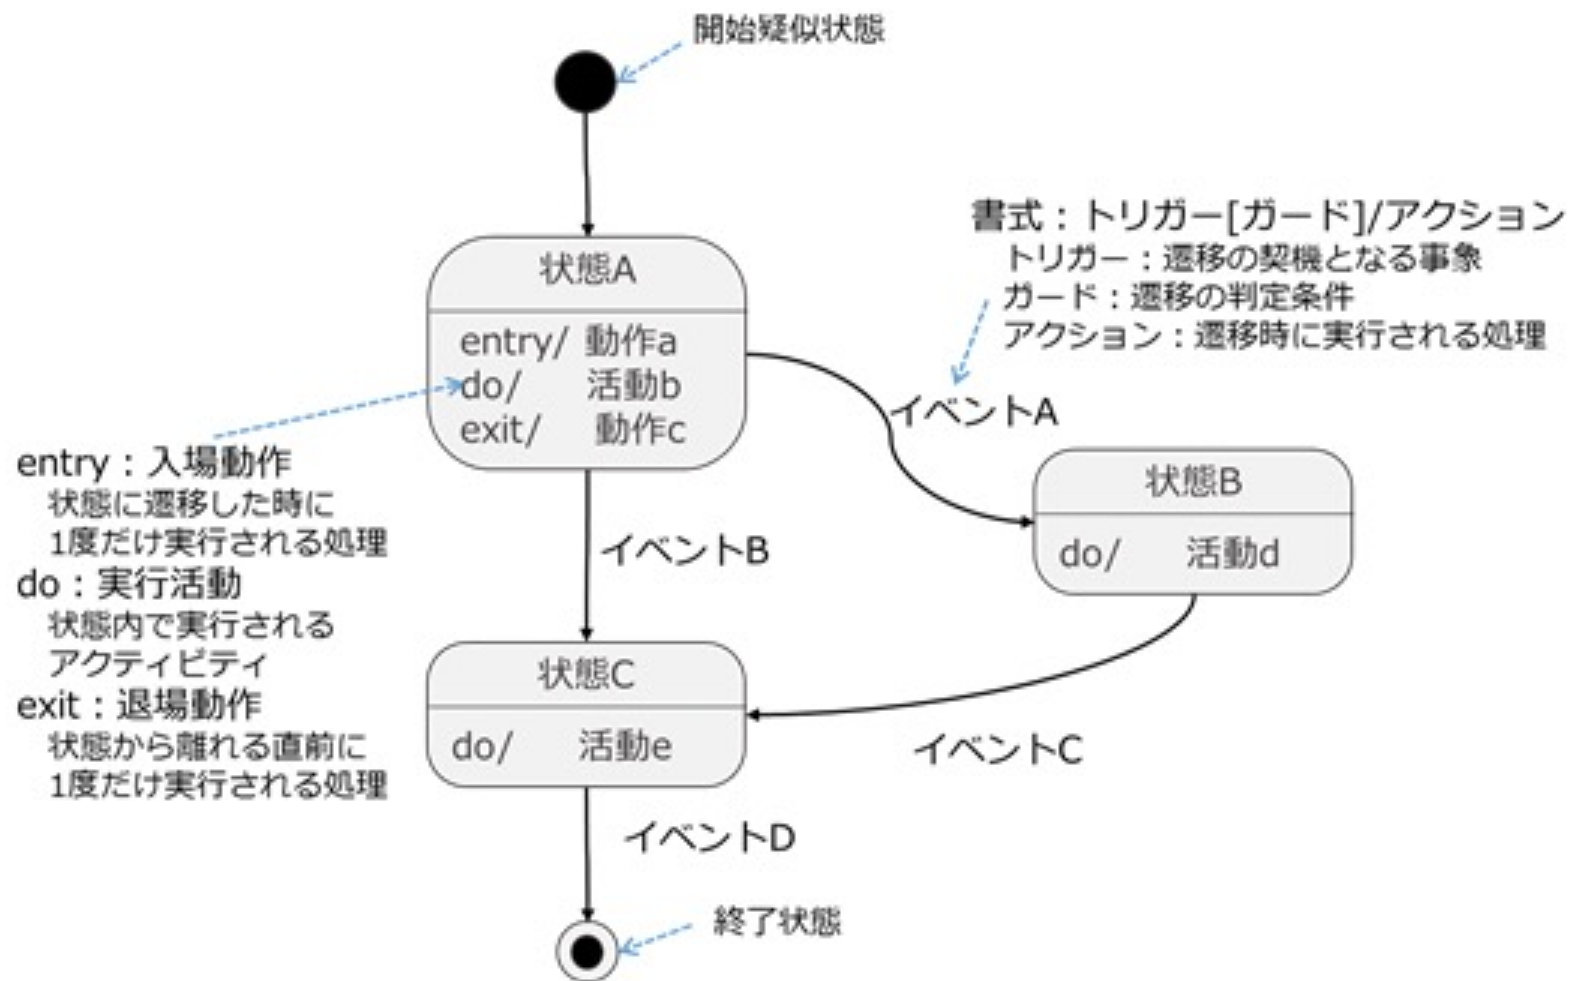 開始疑似状態
書式：トリガー[ガード]/アクション
トリガー：遷移の契機となる事象
ガード：遷移の判定条件
アクション：遷移時に実行される処理
状態A
entry/ 動作a
do/ 活動b
exit/ 動作c
イベントA
entry：入場動作
状態に遷移した時に
1度だけ実行される処理
do：実行活動
状態内で実行される
アクティビティ
exit：退場動作
状態から離れる直前に
1度だけ実行される処理
イベントB
状態B
do/ 活動d
状態C
do/ 活動e
イベントC
イベントD
終了状態